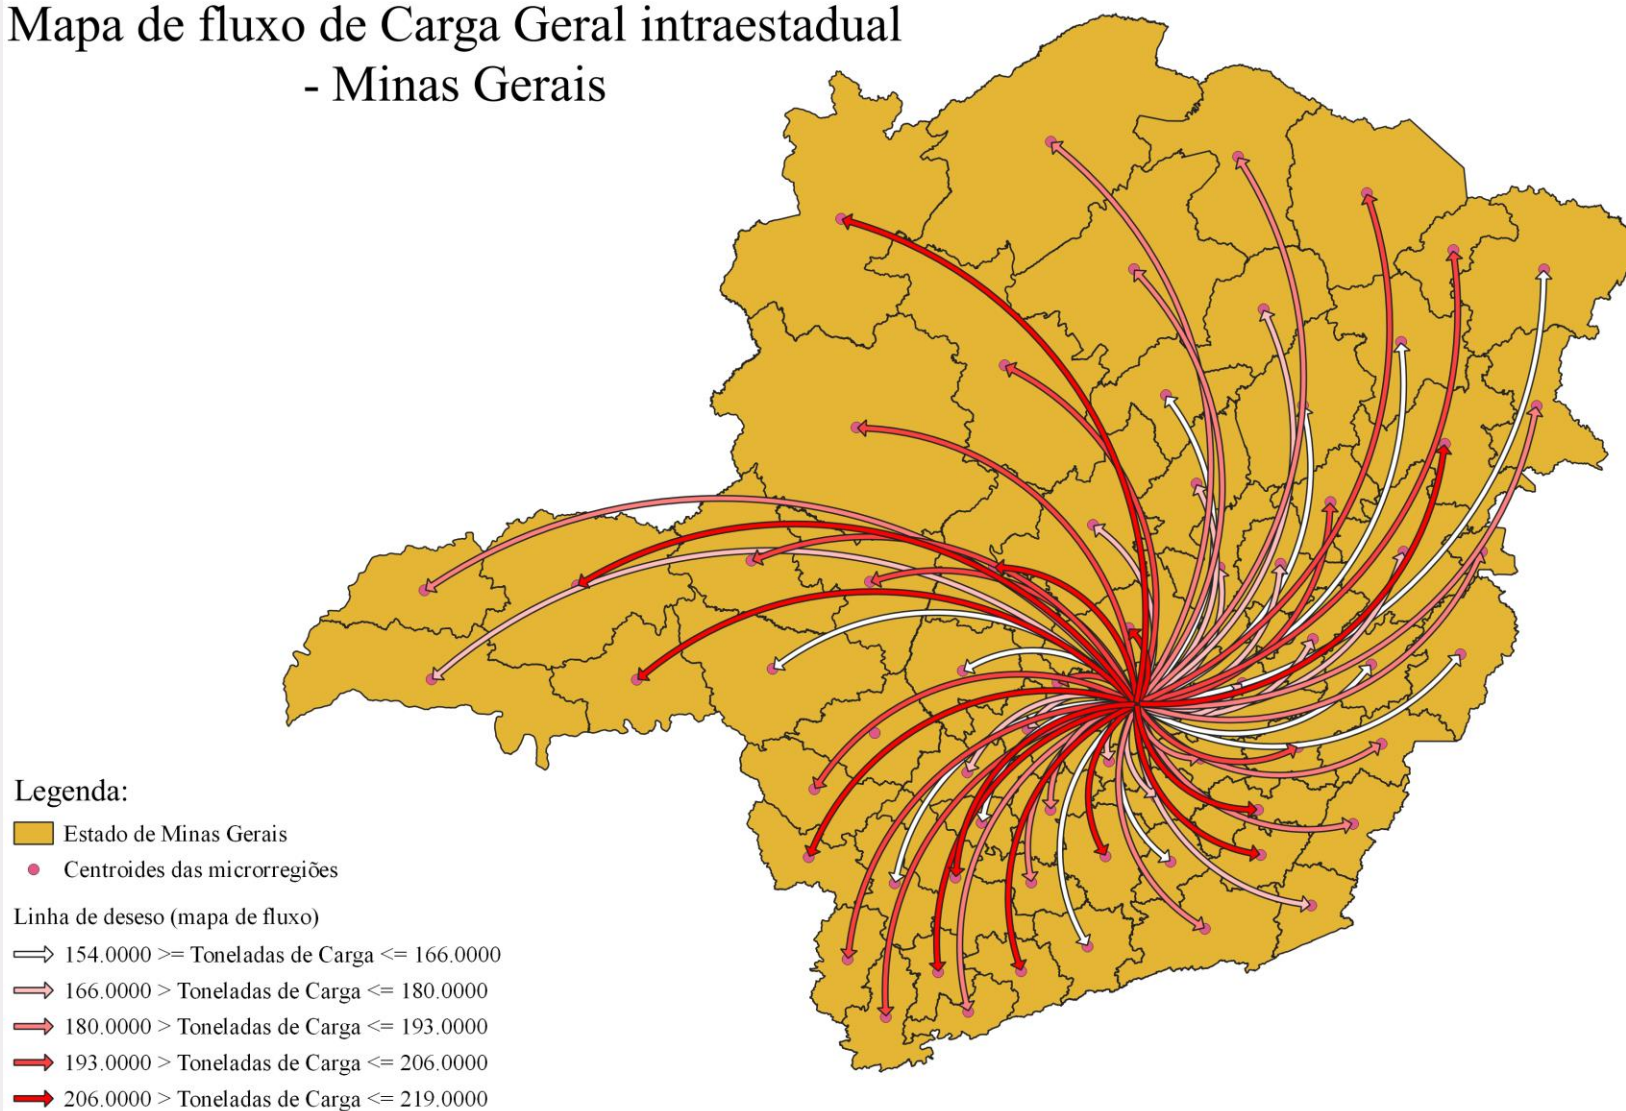 Mapa de fluxo de Carga Geral intraestadual
- Minas Gerais
Legenda:
Estado de Minas Gerais
Centroides das microrregiões
Linha de deseso (mapa de fluxo)
154.0000 >= Toneladas de Carga <= 166.0000
166.0000 > Toneladas de Carga <= 180.0000
180.0000 > Toneladas de Carga <= 193.0000
193.0000 > Toneladas de Carga <= 206.0000
206.0000 > Toneladas de Carga <= 219.0000